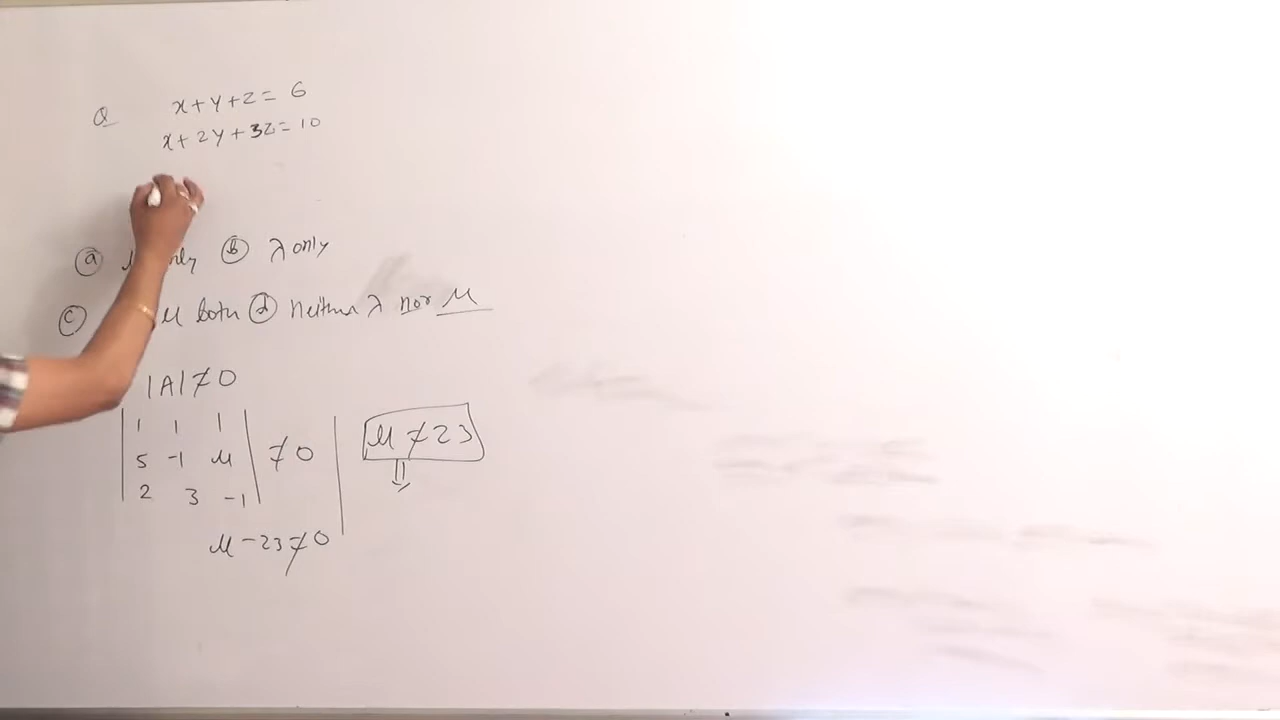 Q x+y+z= 6
x+2y+3z=10
ⓐ ⓑ λ only
ⓒ μ both ⓓ neither λ nor μ
|A|≠0
| 1 1 1 |
| 5 -1 μ | ≠0 | μ≠23
| 2 3 -1 |
μ-23≠0